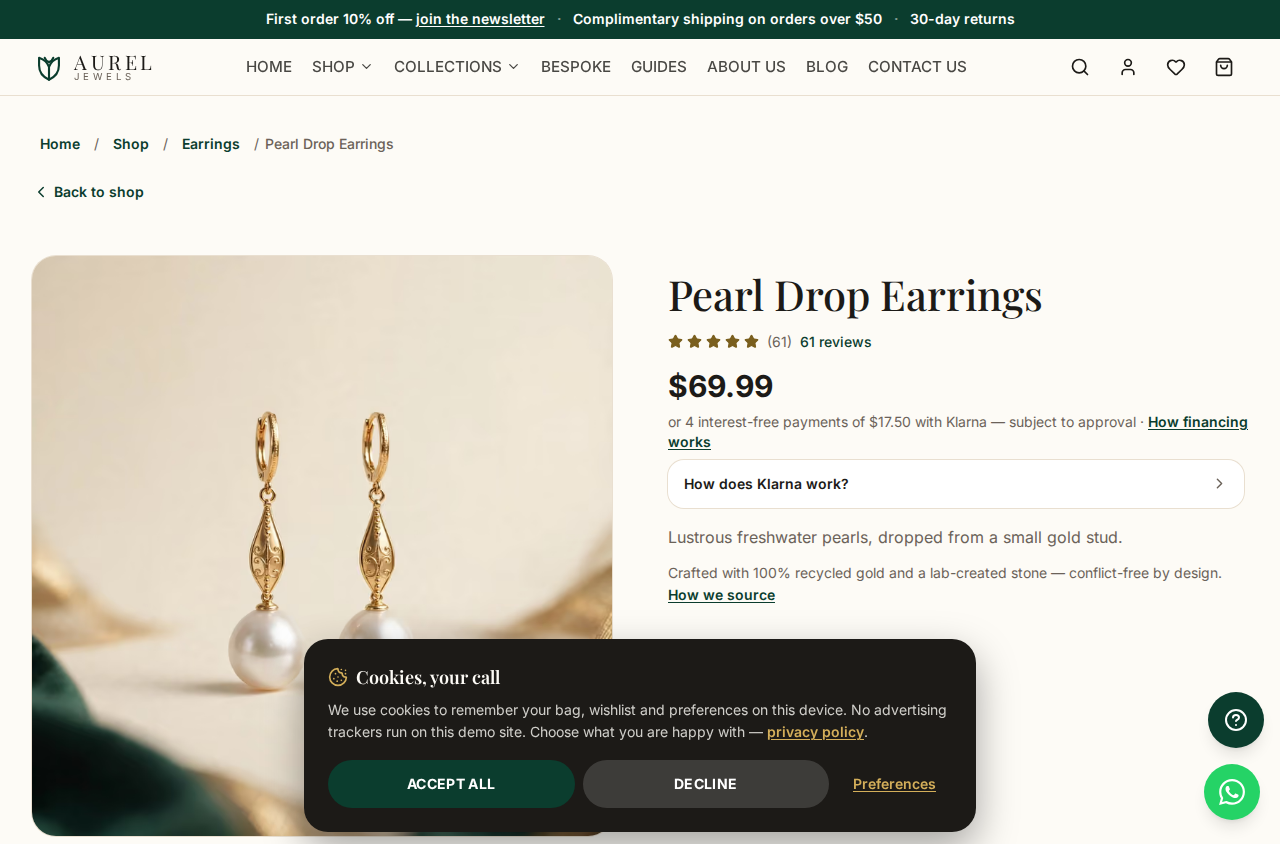 First order 10% off — join the newsletter · Complimentary shipping on orders over $50 · 30-day returns
AUREL
JEWELS
HOME SHOP COLLECTIONS BESPOKE GUIDES ABOUT US BLOG CONTACT US
Home / Shop / Earrings / Pearl Drop Earrings
Back to shop
Pearl Drop Earrings
(61) 61 reviews
$69.99
or 4 interest-free payments of $17.50 with Klarna — subject to approval · How financing
works
How does Klarna work?
Lustrous freshwater pearls, dropped from a small gold stud.
Crafted with 100% recycled gold and a lab-created stone — conflict-free by design.
How we source
Cookies, your call
We use cookies to remember your bag, wishlist and preferences on this device. No advertising
trackers run on this demo site. Choose what you are happy with — privacy policy.
ACCEPT ALL DECLINE Preferences